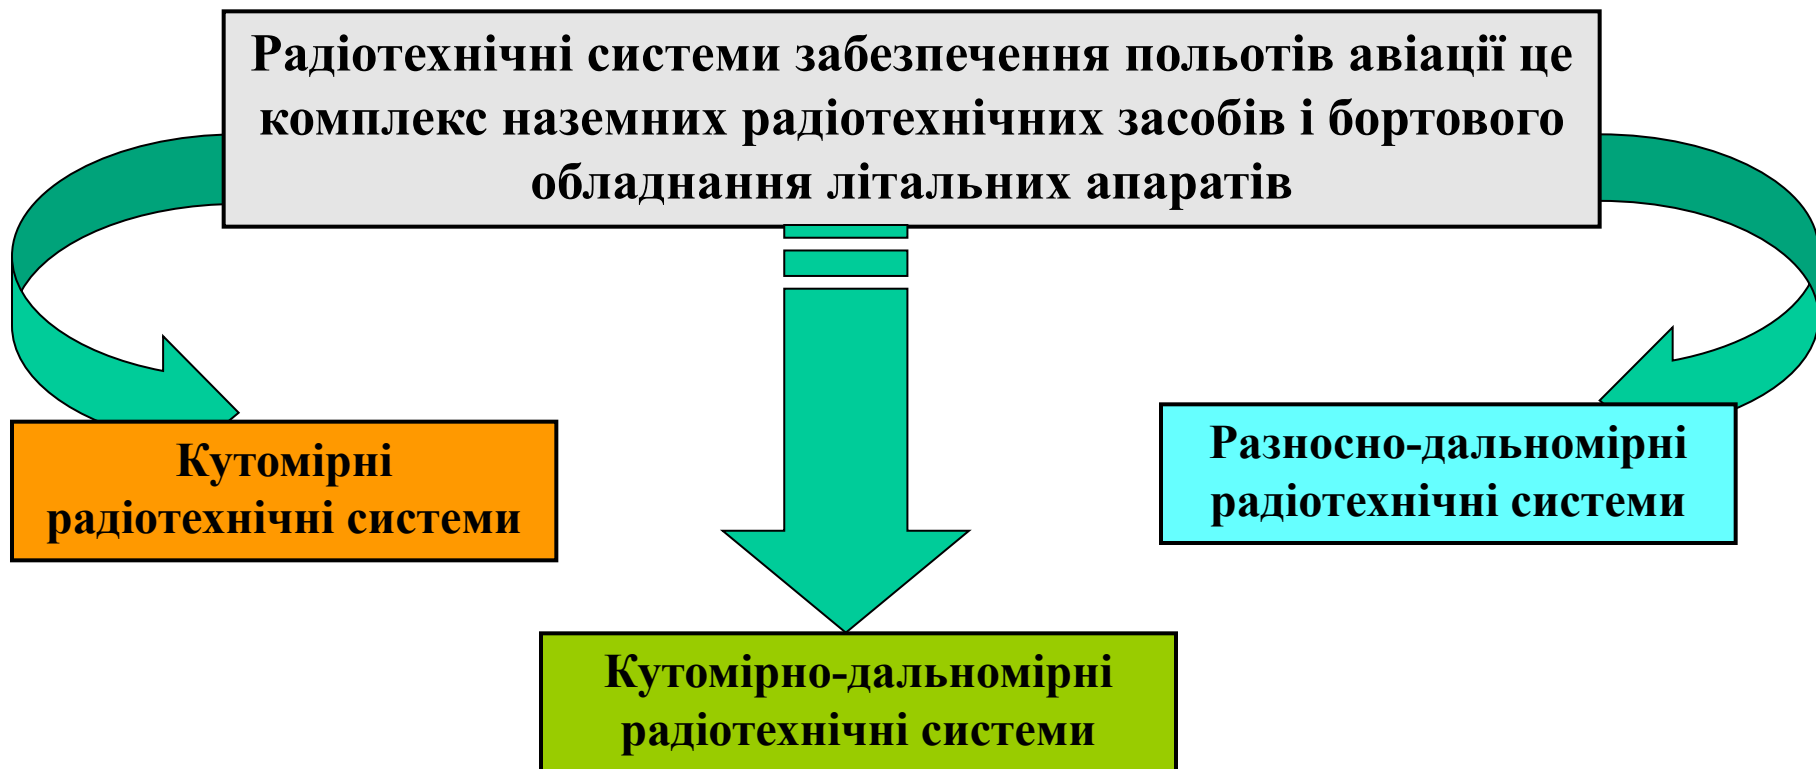 Радіотехнічні системи забезпечення польотів авіації це
комплекс наземних радіотехнічних засобів і бортового
обладнання літальних апаратів
Кутомірні
радіотехнічні системи
Разносно-дальномірні
радіотехнічні системи
Кутомірно-дальномірні
радіотехнічні системи